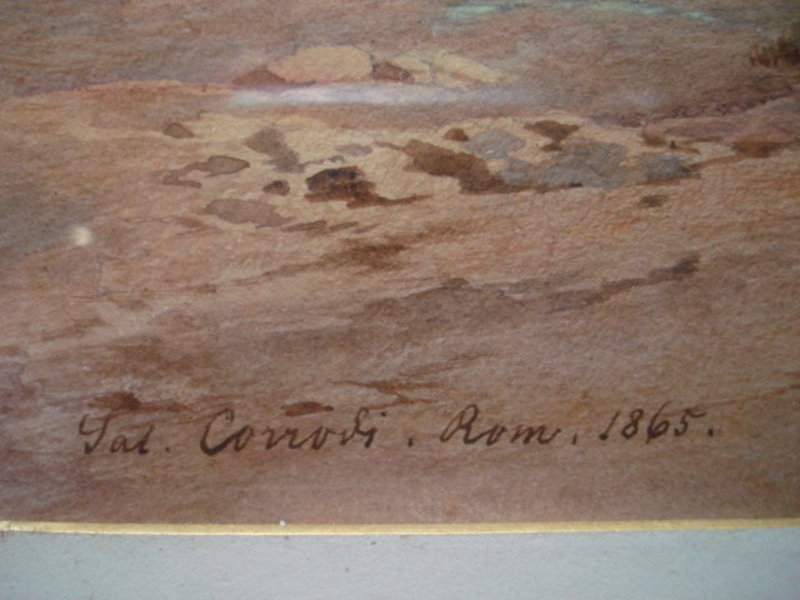 Sal. Corrodi. Rom. 1865.